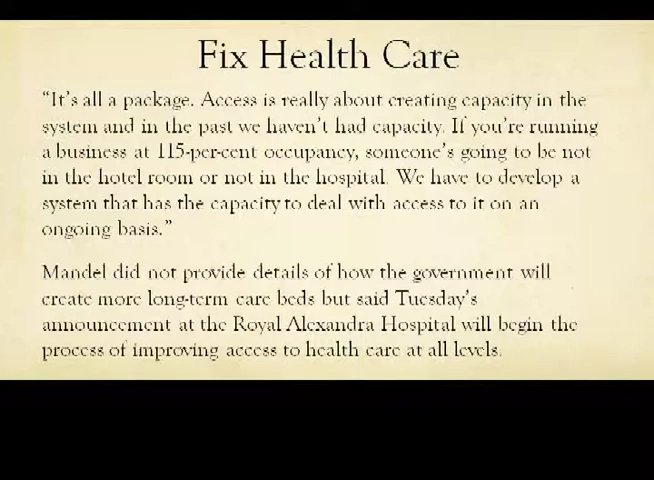 Fix Health Care
“It’s all a package. Access is really about creating capacity in the
system and in the past we haven’t had capacity. If you’re running
a business at 115-per-cent occupancy, someone’s going to be not
in the hotel room or not in the hospital. We have to develop a
system that has the capacity to deal with access to it on an
ongoing basis.”
Mandel did not provide details of how the government will
create more long-term care beds but said Tuesday’s
announcement at the Royal Alexandra Hospital will begin the
process of improving access to health care at all levels.